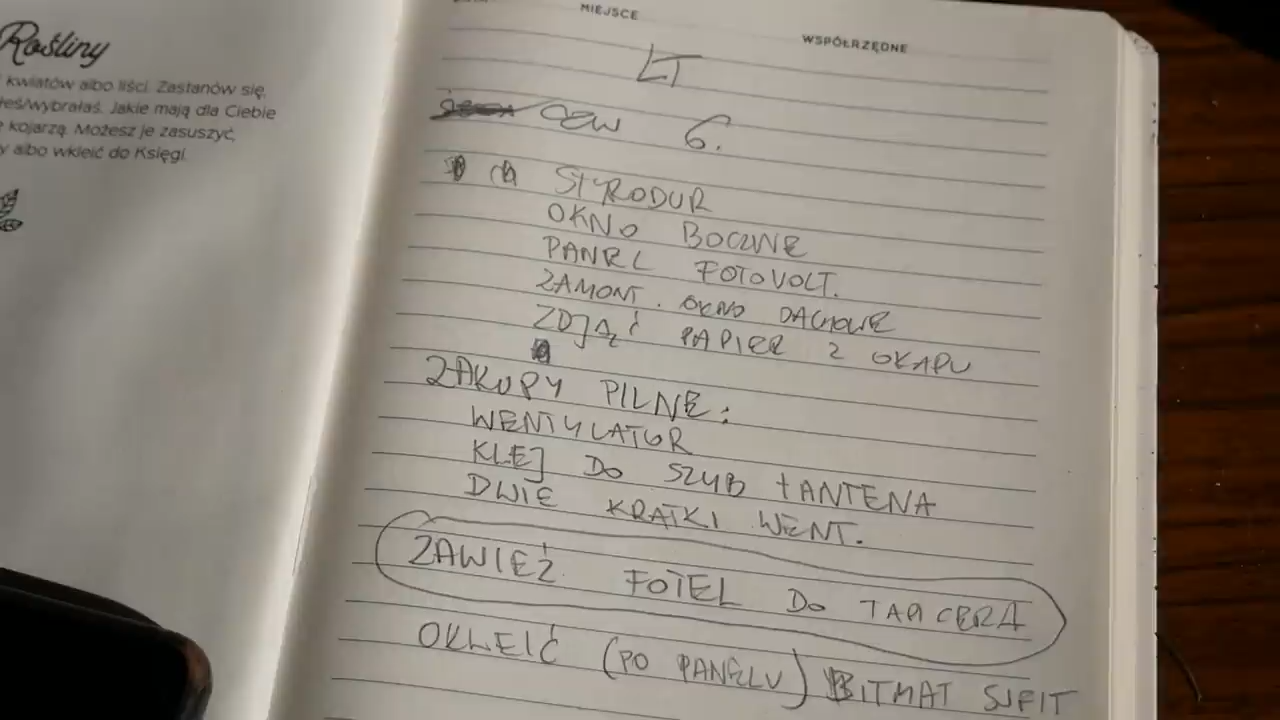 Rośliny
kwiatów albo liści. Zastanów się,
łeś/wybrałaś. Jakie mają dla Ciebie
kojarzą. Możesz je zasuszyć,
y albo wkleić do Księgi.
MIEJSCE
WSPÓŁRZĘDNE
LT
6.
STYRODUR
OKNO BOCZNE
PANEL FOTOVOLT.
ZAMONT. OKNO DACHOWE
ZDJĄĆ PAPIER Z OKAPU
ZAKUPY PILNE:
WENTYLATOR
KLEJ DO SZYB + ANTENA
DWIE KRATKI WENT.
ZAWIEŹ FOTEL DO TAPICERA
OKLEIĆ (PO PANELU) BITMAT SUFIT